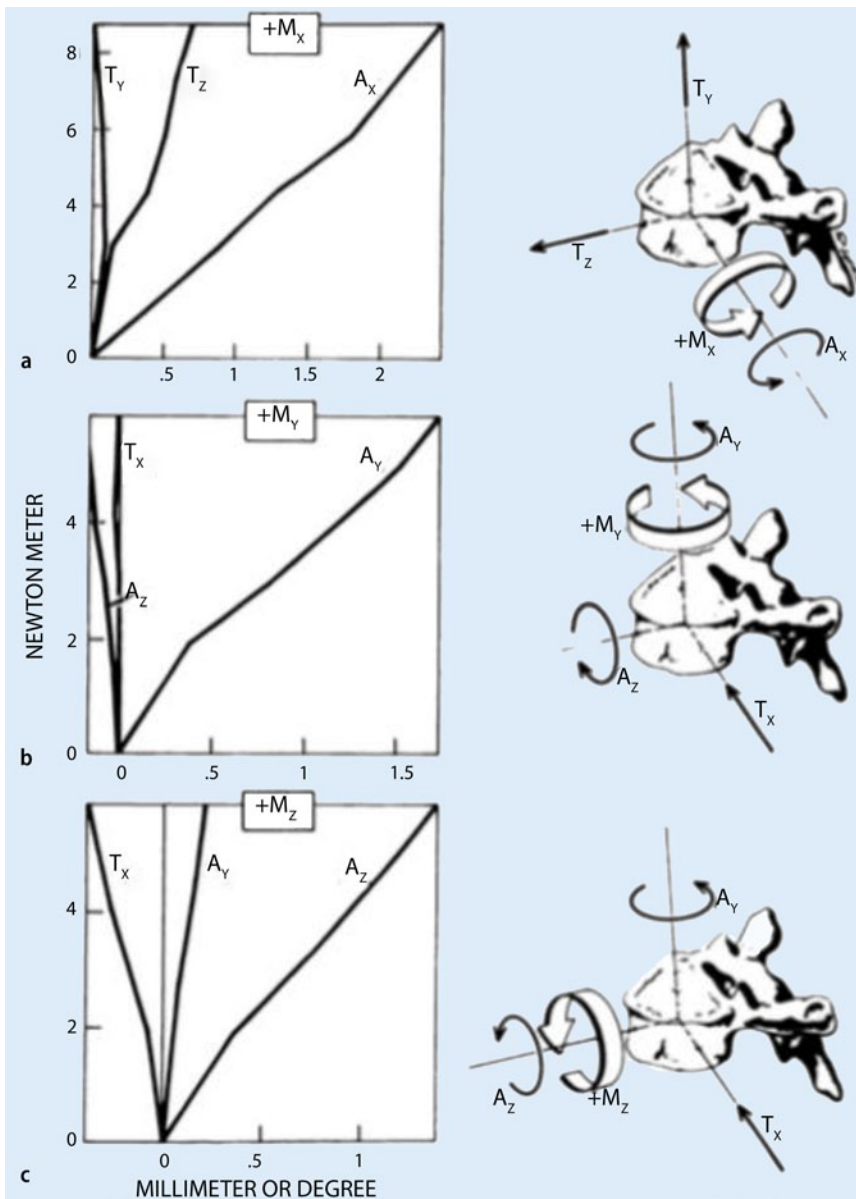 +MX
8
TY
TZ
AX
6
4
2
0
.5
1
1.5
2
a
TY
TZ
+MX
AX
+MY
TX
AY
4
AZ
2
0
0
.5
1
1.5
b
AY
+MY
AZ
TX
NEWTON METER
+MZ
TX
AY
AZ
4
2
0
0
.5
1
c
MILLIMETER OR DEGREE
AY
AZ
+MZ
TX